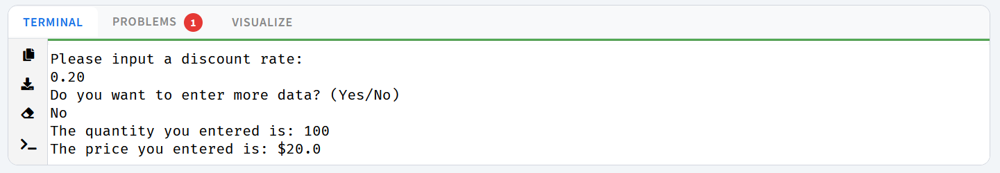 TERMINAL PROBLEMS 1 VISUALIZE
Please input a discount rate:
0.20
Do you want to enter more data? (Yes/No)
No
The quantity you entered is: 100
The price you entered is: $20.0